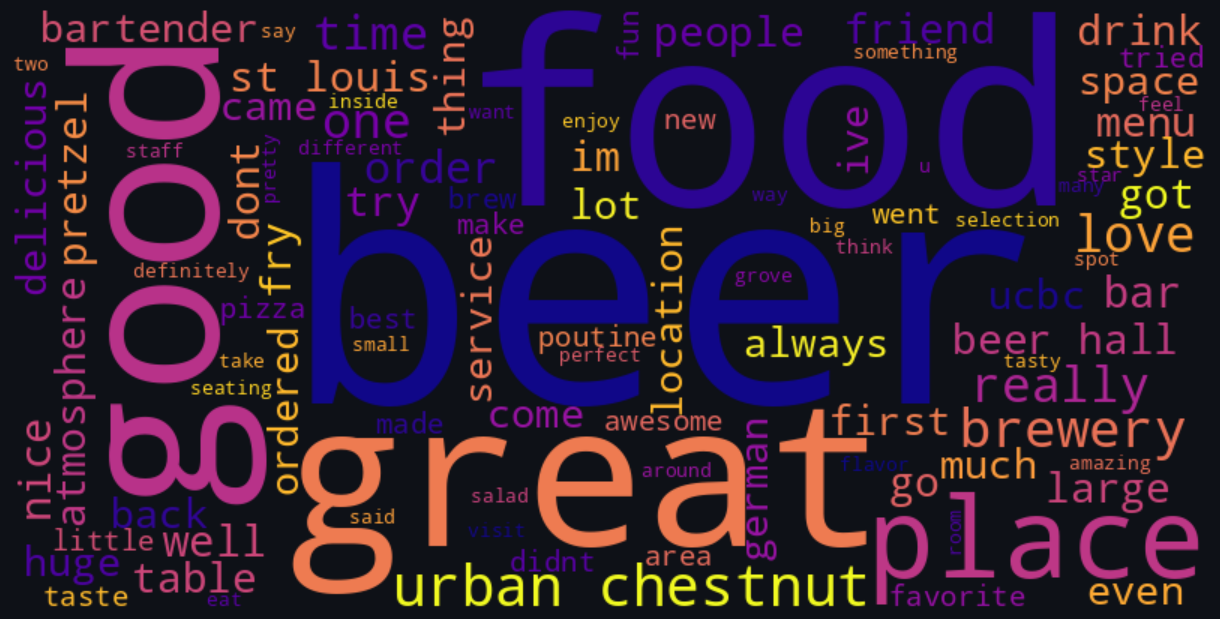 bartender
say
time
thing
fun
people
friend
something
drink
tried
two
good
st louis
food
space
delicious
pretzel
came
inside
one
want
enjoy
new
ive
feel
menu
staff
dont
pretty
different
order
im
u
style
star
many
got
try
brew
lot
way
make
big
went
selection
love
think
spot
definitely
fry
beer
service
location
grove
ucbc
bar
atmosphere
pizza
best
small
poutine
perfect
always
beer hall
tasty
take
seating
ordered
really
nice
made
come
awesome
german
first
brewery
great
around
flavor
much
amazing
salad
go
large
back
said
visit
room
place
little
well
huge
table
didnt
area
taste
eat
urban chestnut
favorite
even